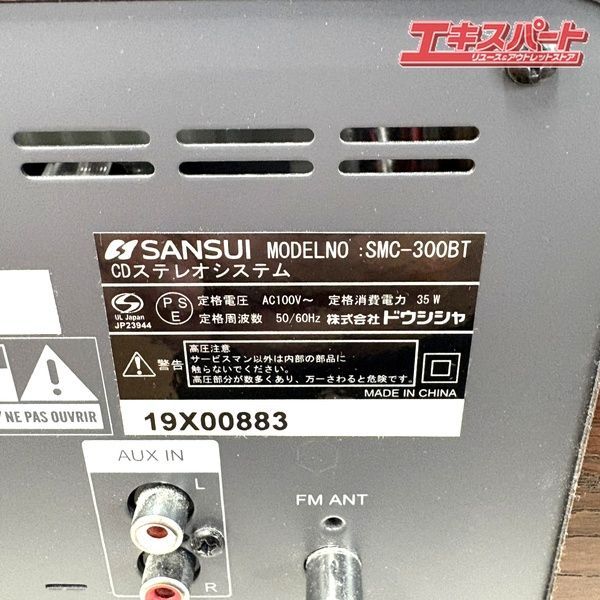 エキスパート
リユース&アウトレットストア
SANSUI MODELNO :SMC-300BT
CDステレオシステム
S
UL Japan
JP23944
PS
E
定格電圧 AC100V～ 定格消費電力 35W
定格周波数 50/60Hz 株式会社ドウシシャ
警告
高圧注意
サービスマン以外は内部の部品に
触らないでください。
高圧部分が数多くあり、万一さわると危険です。
MADE IN CHINA
19X00883
NE PAS OUVRIR
AUX IN
L
R
FM ANT